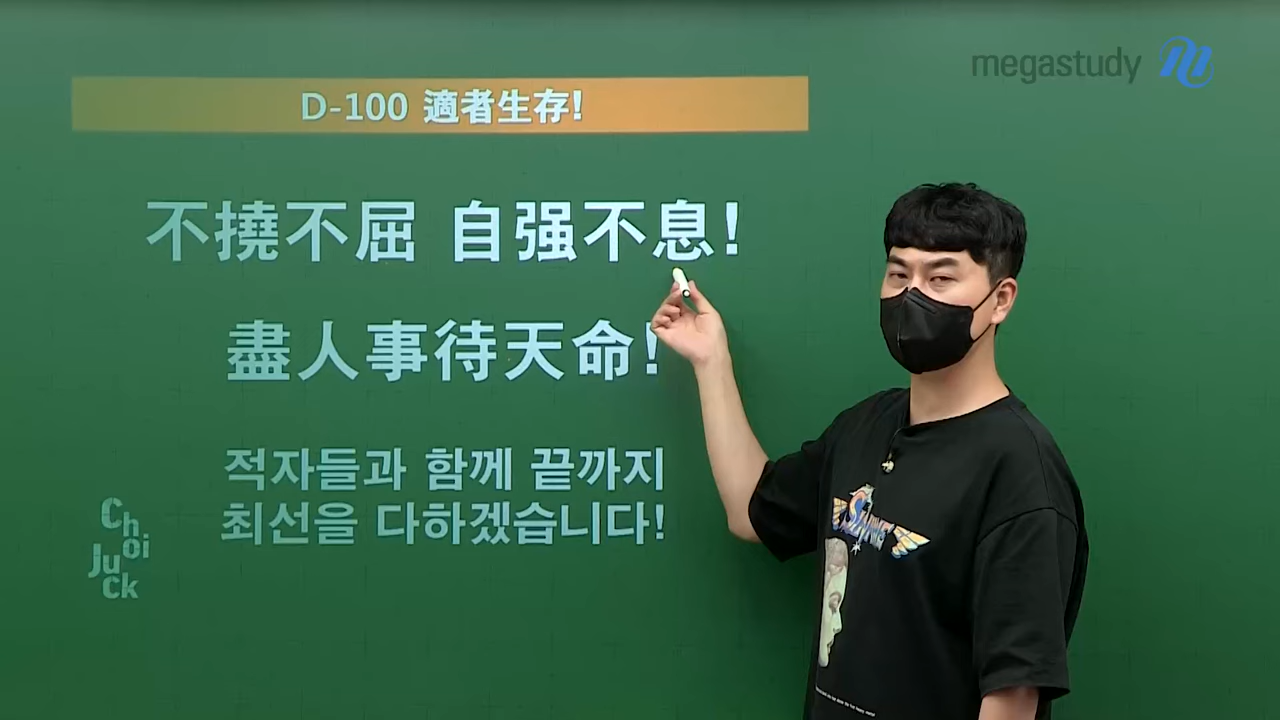 megastudy
D-100 適者生存!
不撓不屈 自强不息!
盡人事待天命!
적자들과 함께 끝까지
최선을 다하겠습니다!
Choi
Juck